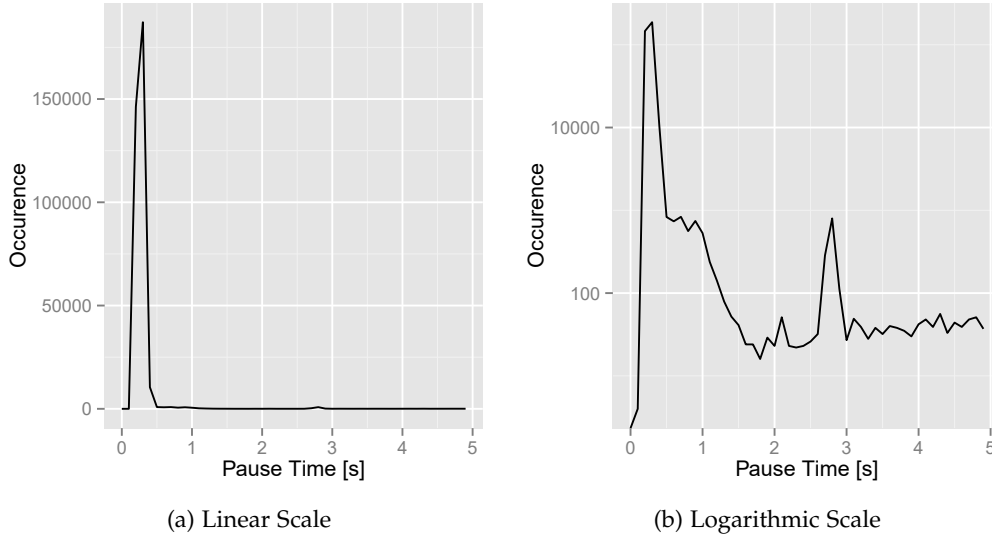 150000
100000
50000
0
Occurence
0 1 2 3 4 5
Pause Time [s]
(a) Linear Scale
10000
100
Occurence
0 1 2 3 4 5
Pause Time [s]
(b) Logarithmic Scale